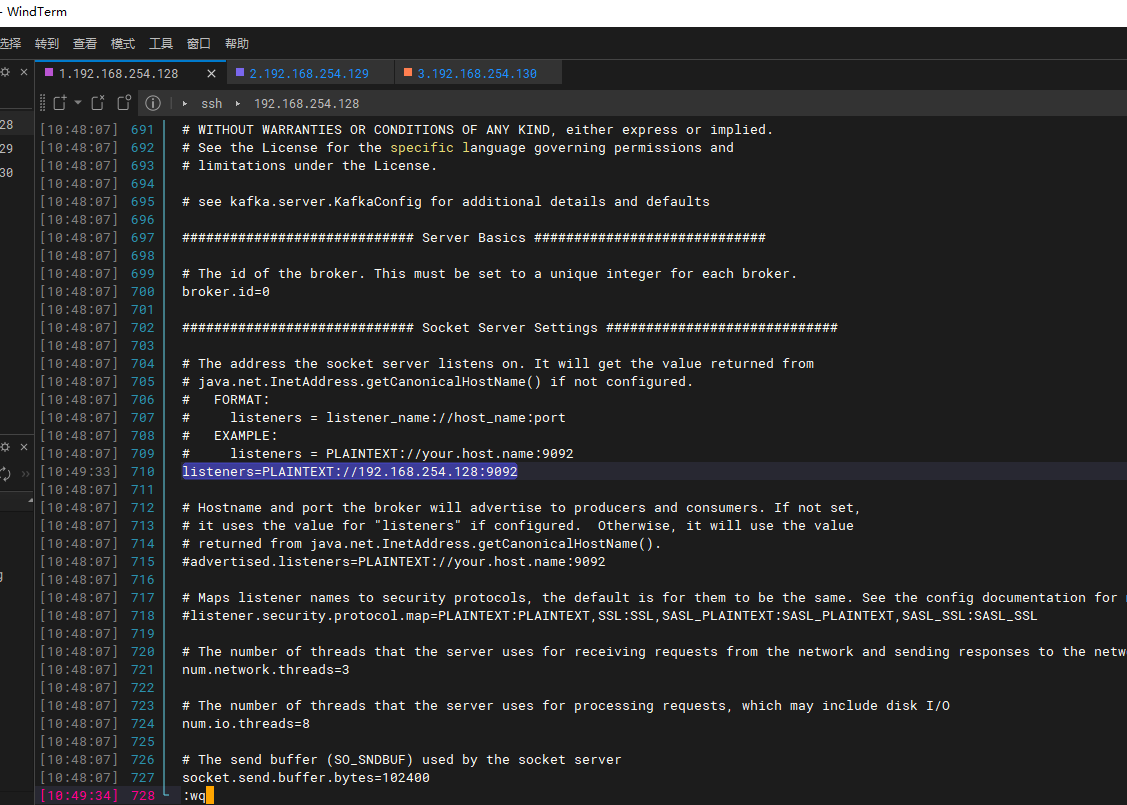 - WindTerm
选择 转到 查看 模式 工具 窗口 帮助
1.192.168.254.128 2.192.168.254.129 3.192.168.254.130
ssh 192.168.254.128
28
29
30
[10:48:07] 691 # WITHOUT WARRANTIES OR CONDITIONS OF ANY KIND, either express or implied.
[10:48:07] 692 # See the License for the specific language governing permissions and
[10:48:07] 693 # limitations under the License.
[10:48:07] 694
[10:48:07] 695 # see kafka.server.KafkaConfig for additional details and defaults
[10:48:07] 696
[10:48:07] 697 ############################# Server Basics #############################
[10:48:07] 698
[10:48:07] 699 # The id of the broker. This must be set to a unique integer for each broker.
[10:48:07] 700 broker.id=0
[10:48:07] 701
[10:48:07] 702 ############################# Socket Server Settings #############################
[10:48:07] 703
[10:48:07] 704 # The address the socket server listens on. It will get the value returned from
[10:48:07] 705 # java.net.InetAddress.getCanonicalHostName() if not configured.
[10:48:07] 706 #   FORMAT:
[10:48:07] 707 #     listeners = listener_name://host_name:port
[10:48:07] 708 #   EXAMPLE:
[10:48:07] 709 #     listeners = PLAINTEXT://your.host.name:9092
[10:49:33] 710 listeners=PLAINTEXT://192.168.254.128:9092
[10:48:07] 711
[10:48:07] 712 # Hostname and port the broker will advertise to producers and consumers. If not set,
[10:48:07] 713 # it uses the value for "listeners" if configured.  Otherwise, it will use the value
[10:48:07] 714 # returned from java.net.InetAddress.getCanonicalHostName().
[10:48:07] 715 #advertised.listeners=PLAINTEXT://your.host.name:9092
[10:48:07] 716
[10:48:07] 717 # Maps listener names to security protocols, the default is for them to be the same. See the config documentation for
[10:48:07] 718 #listener.security.protocol.map=PLAINTEXT:PLAINTEXT,SSL:SSL,SASL_PLAINTEXT:SASL_PLAINTEXT,SASL_SSL:SASL_SSL
[10:48:07] 719
[10:48:07] 720 # The number of threads that the server uses for receiving requests from the network and sending responses to the netw
[10:48:07] 721 num.network.threads=3
[10:48:07] 722
[10:48:07] 723 # The number of threads that the server uses for processing requests, which may include disk I/O
[10:48:07] 724 num.io.threads=8
[10:48:07] 725
[10:48:07] 726 # The send buffer (SO_SNDBUF) used by the socket server
[10:48:07] 727 socket.send.buffer.bytes=102400
[10:49:34] 728 :wq